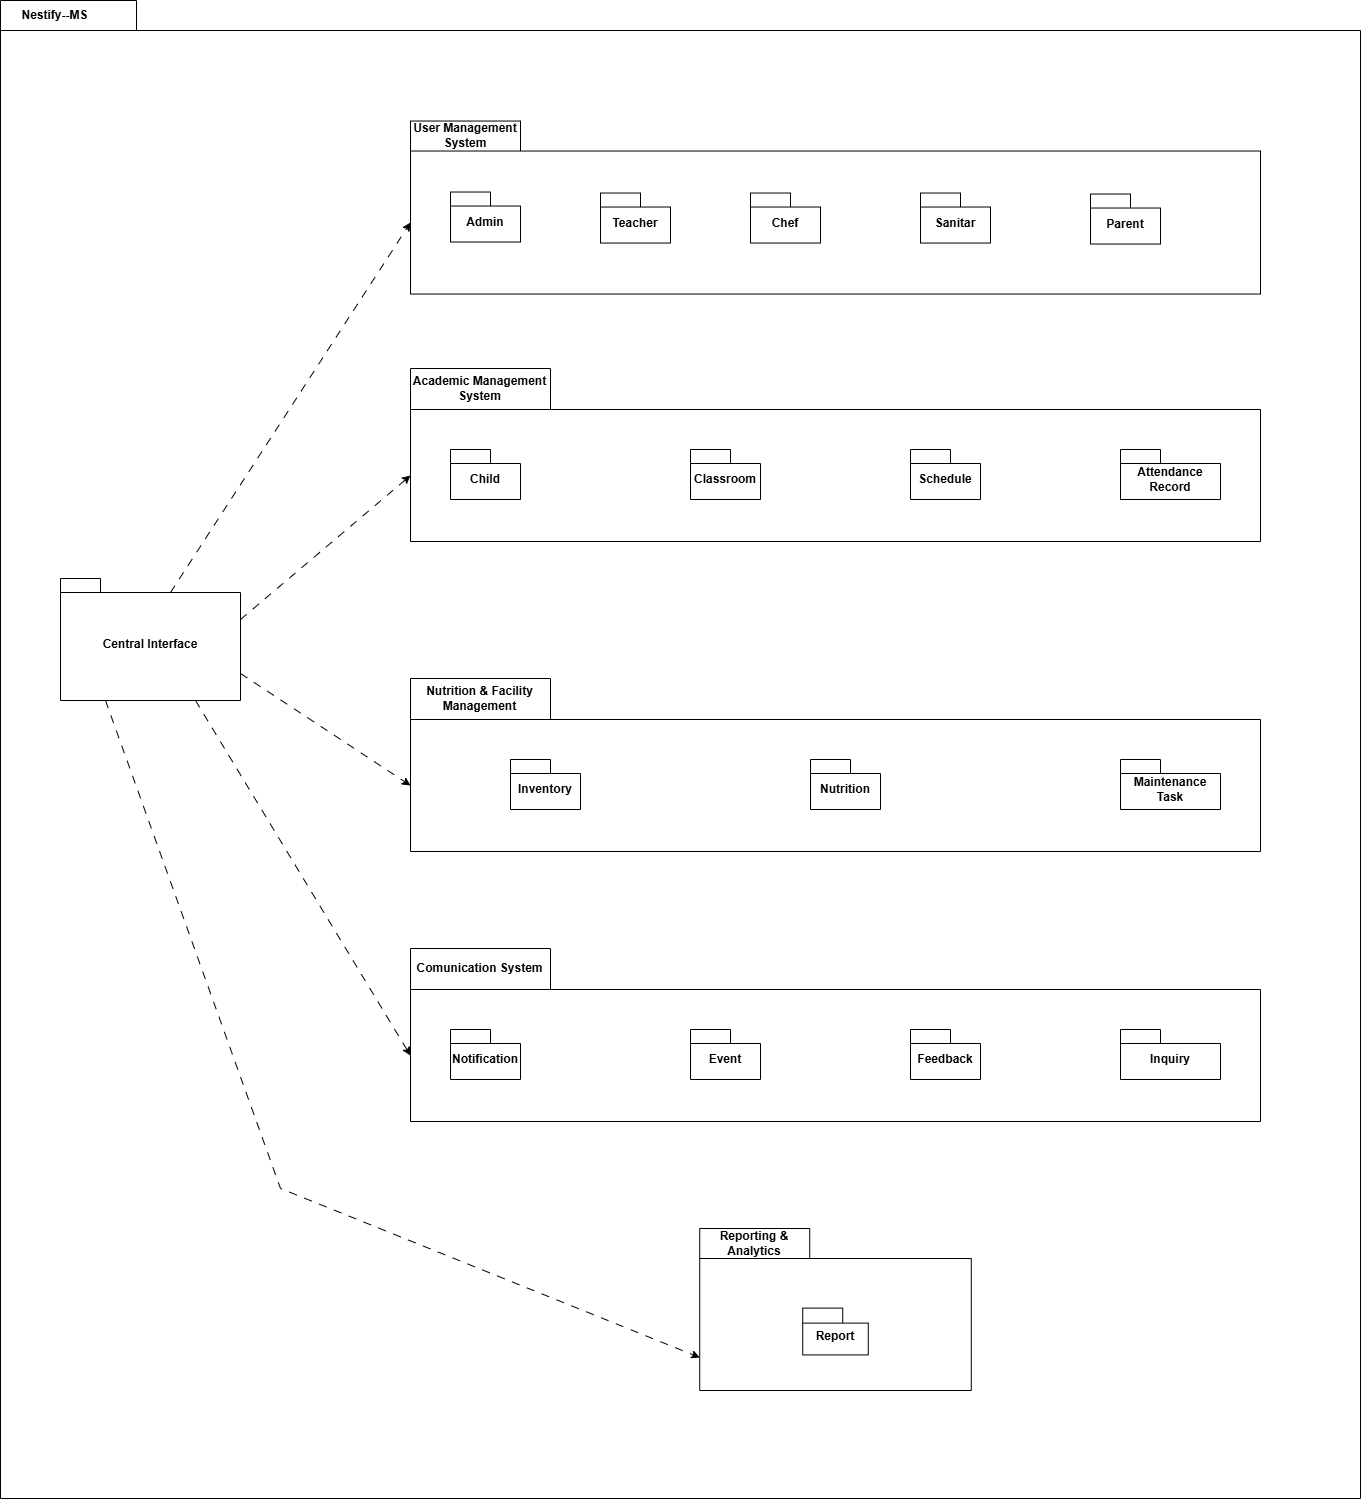 Nestify--MS
User Management
System
Admin
Teacher
Chef
Sanitar
Parent
Academic Management
System
Child
Classroom
Schedule
Attendance
Record
Central Interface
Nutrition & Facility
Management
Inventory
Nutrition
Maintenance
Task
Comunication System
Notification
Event
Feedback
Inquiry
Reporting &
Analytics
Report